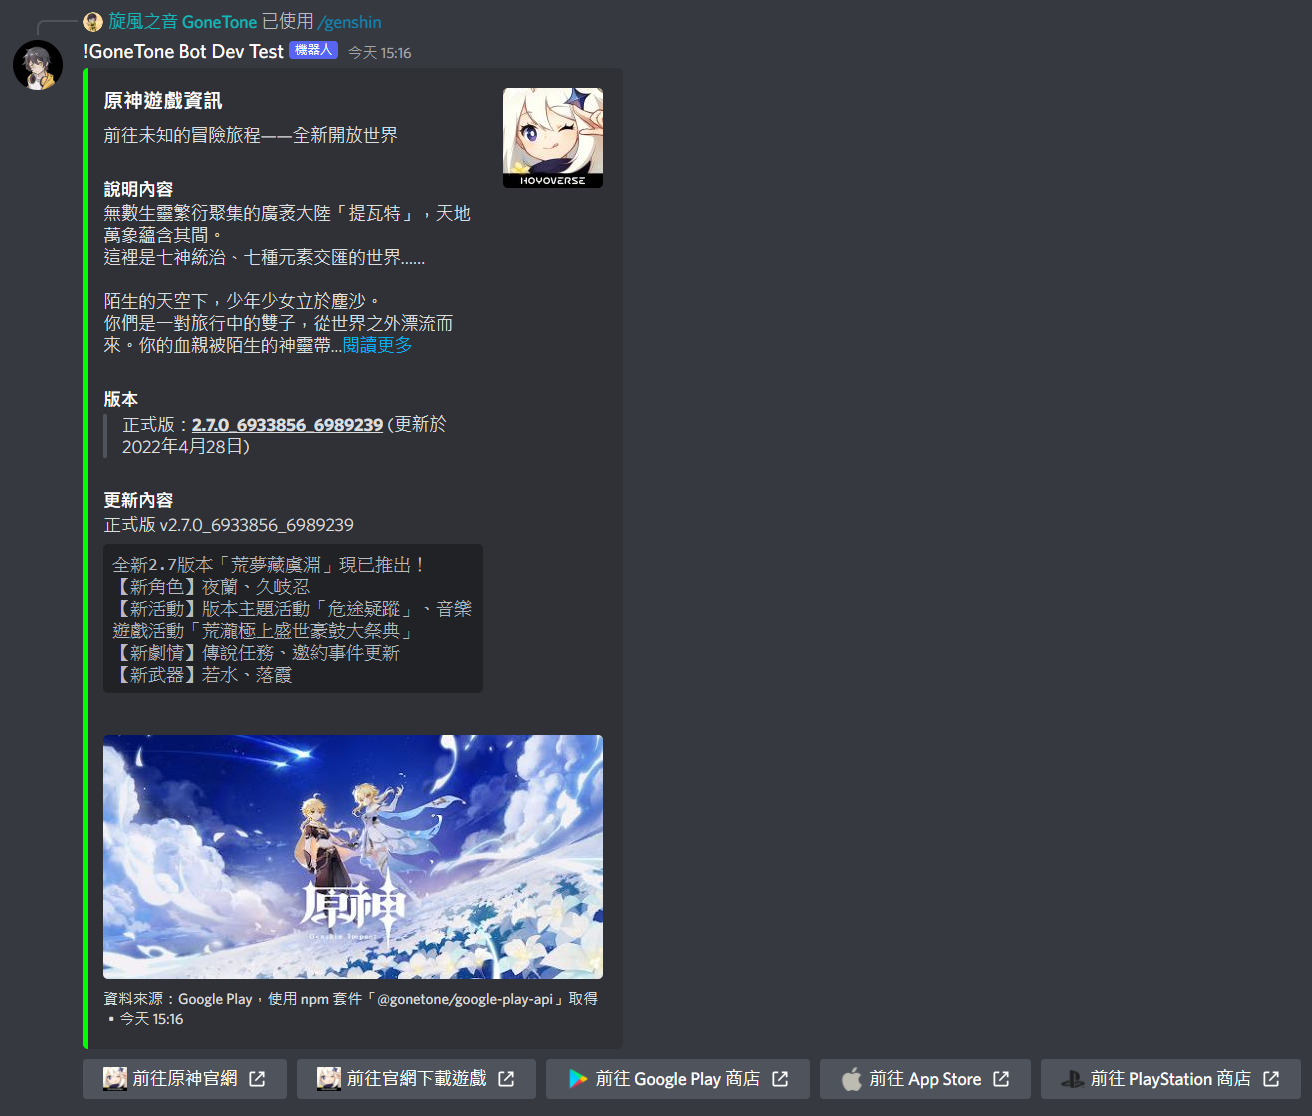 旋風之音 GoneTone 已使用 /genshin
!GoneTone Bot Dev Test 機器人 今天 15:16
原神遊戲資訊
前往未知的冒險旅程——全新開放世界
HOYOVERSE
說明內容
無數生靈繁衍聚集的廣袤大陸「提瓦特」，天地
萬象蘊含其間。
這裡是七神統治、七種元素交匯的世界......
陌生的天空下，少年少女立於塵沙。
你們是一對旅行中的雙子，從世界之外漂流而
來。你的血親被陌生的神靈帶...閱讀更多
版本
正式版：2.7.0_6933856_6989239 (更新於
2022年4月28日)
更新內容
正式版 v2.7.0_6933856_6989239
全新2.7版本「荒夢藏虞淵」現已推出！
【新角色】夜蘭、久岐忍
【新活動】版本主題活動「危途疑蹤」、音樂
遊戲活動「荒瀧極上盛世豪鼓大祭典」
【新劇情】傳說任務、邀約事件更新
【新武器】若水、落霞
原神
Genshin Impact
資料來源：Google Play，使用 npm 套件「@gonetone/google-play-api」取得
• 今天 15:16
前往原神官網 前往官網下載遊戲 前往 Google Play 商店 前往 App Store 前往 PlayStation 商店